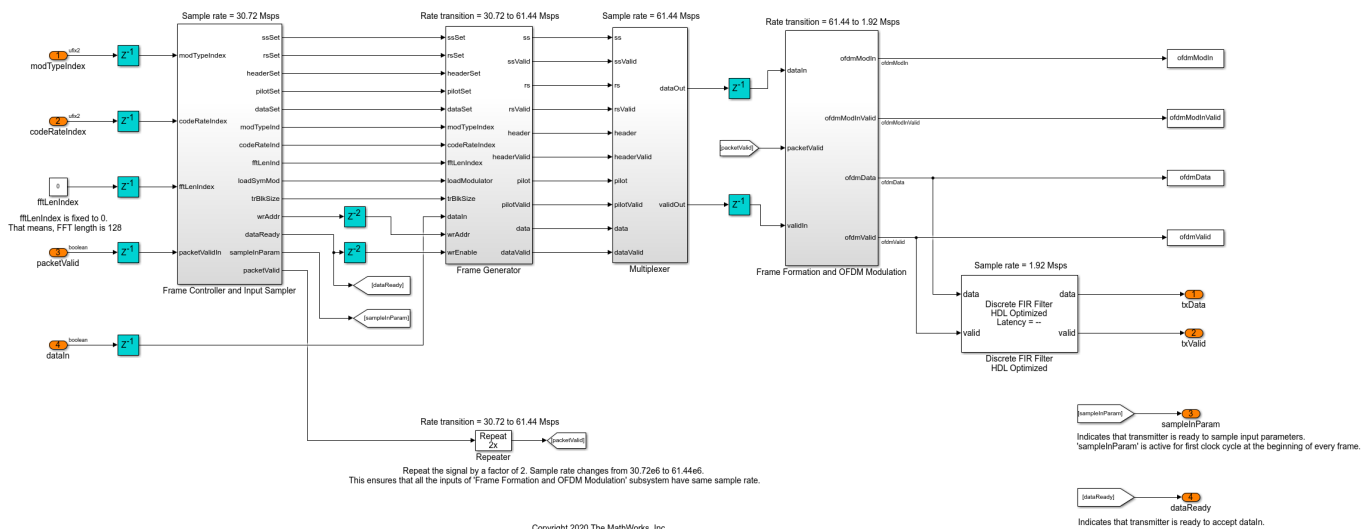 Sample rate = 30.72 Msps
Rate transition = 30.72 to 61.44 Msps
Sample rate = 61.44 Msps
Rate transition = 61.44 to 1.92 Msps
1
ufix2
modTypeIndex
Z-1
2
ufix2
codeRateIndex
Z-1
0
fftLenIndex
Z-1
fftLenIndex is fixed to 0.
That means, FFT length is 128
3
boolean
packetValid
Z-1
4
boolean
dataIn
Z-1
modTypeIndex
codeRateIndex
fftLenIndex
packetValidIn
ssSet
rsSet
headerSet
pilotSet
dataSet
modTypeInd
codeRateInd
fftLenInd
loadSymMod
trBlkSize
wrAddr
dataReady
sampleInParam
packetValid
Frame Controller and Input Sampler
Z-2
Z-2
[dataReady]
[sampleInParam]
ssSet
rsSet
headerSet
pilotSet
dataSet
modTypeIndex
codeRateIndex
fftLenIndex
loadModulator
trBlkSize
dataIn
wrAddr
wrEnable
ss
ssValid
rs
rsValid
header
headerValid
pilot
pilotValid
data
dataValid
Frame Generator
ss
ssValid
rs
rsValid
header
headerValid
pilot
pilotValid
data
dataValid
dataOut
validOut
Multiplexer
Z-1
[packetValid]
Z-1
dataIn
packetValid
validIn
ofdmModIn
ofdmModInValid
ofdmData
ofdmValid
Frame Formation and OFDM Modulation
ofdmModIn
ofdmModInValid
ofdmData
ofdmValid
ofdmModIn
ofdmModInValid
ofdmData
ofdmValid
Sample rate = 1.92 Msps
data
valid
Discrete FIR Filter
HDL Optimized
Latency = --
data
valid
Discrete FIR Filter
HDL Optimized
1
txData
2
txValid
Rate transition = 30.72 to 61.44 Msps
Repeat
2x
Repeater
[packetValid]
Repeat the signal by a factor of 2. Sample rate changes from 30.72e6 to 61.44e6.
This ensures that all the inputs of 'Frame Formation and OFDM Modulation' subsystem have same sample rate.
[sampleInParam]
3
sampleInParam
Indicates that transmitter is ready to sample input parameters.
'sampleInParam' is active for first clock cycle at the beginning of every frame.
[dataReady]
4
dataReady
Indicates that transmitter is ready to accept dataIn.
Copyright 2020 The MathWorks, Inc.